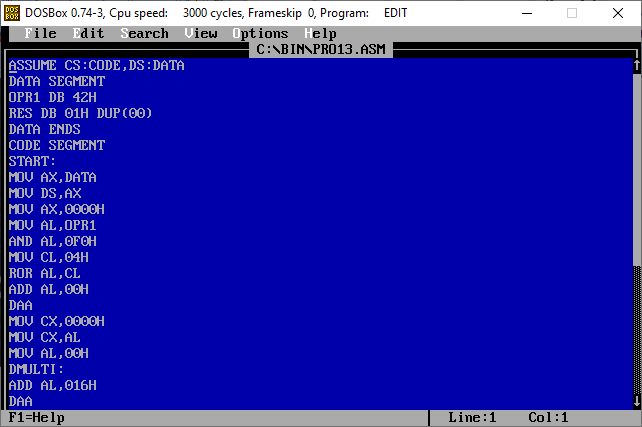 DOSBox 0.74-3, Cpu speed: 3000 cycles, Frameskip 0, Program: EDIT
File Edit Search View Options Help
C:\BIN\PRO13.ASM
ASSUME CS:CODE,DS:DATA
DATA SEGMENT
OPR1 DB 42H
RES DB 01H DUP(00)
DATA ENDS
CODE SEGMENT
START:
MOV AX,DATA
MOV DS,AX
MOV AX,0000H
MOV AL,OPR1
AND AL,0F0H
MOV CL,04H
ROR AL,CL
ADD AL,00H
DAA
MOV CX,0000H
MOV CX,AL
MOV AL,00H
DMULTI:
ADD AL,016H
DAA
F1=Help Line:1 Col:1